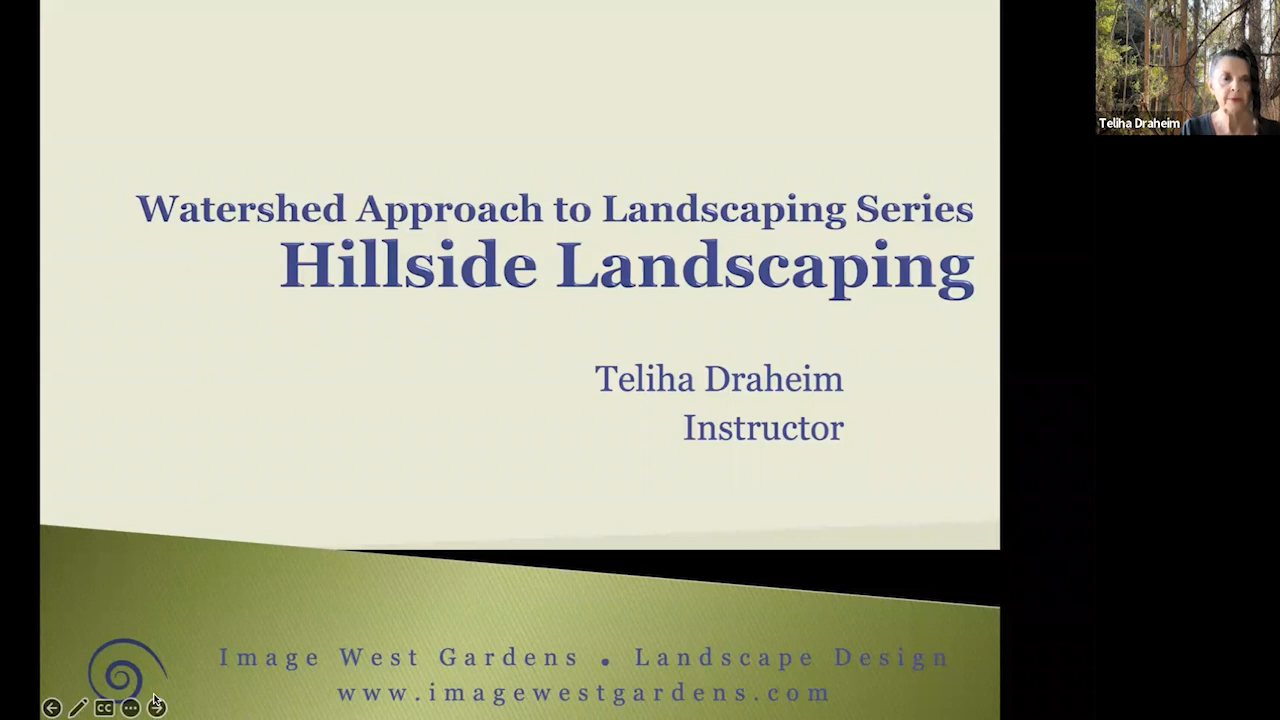 Watershed Approach to Landscaping Series
Hillside Landscaping
Teliha Draheim
Instructor
Image West Gardens • Landscape Design
www.imagewestgardens.com
CC
Teliha Draheim